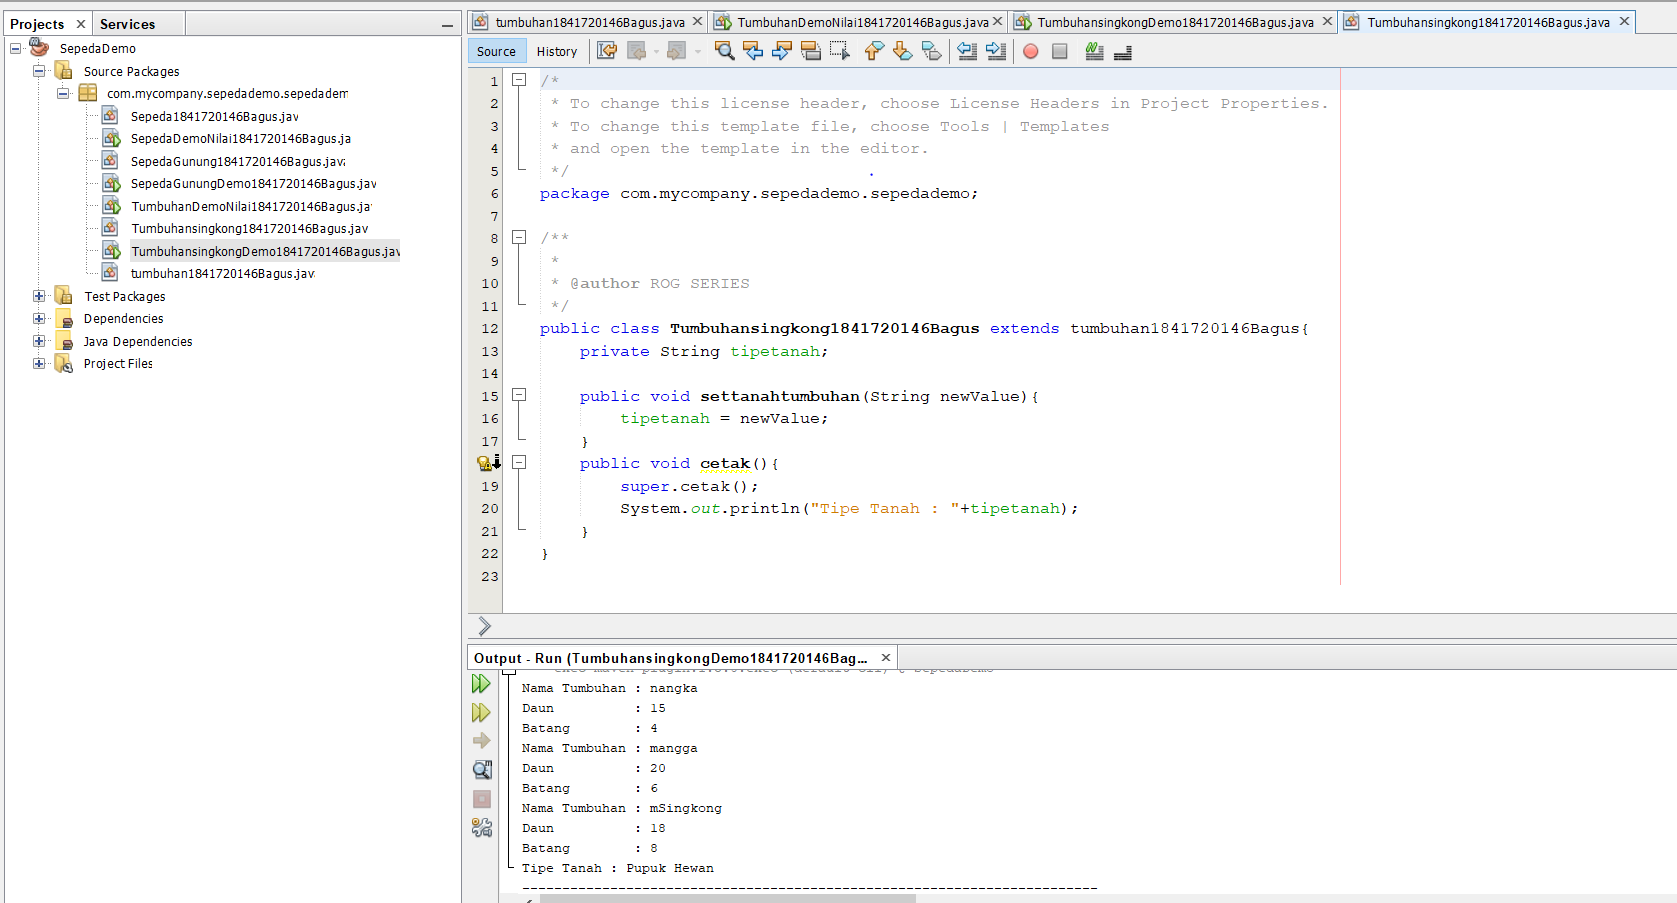 Projects
Services
SepedaDemo
Source Packages
com.mycompany.sepedademo.sepedadem
Sepeda1841720146Bagus.jav
SepedaDemoNilai1841720146Bagus.ja
SepedaGunung1841720146Bagus.java
SepedaGunungDemo1841720146Bagus.jav
TumbuhanDemoNilai1841720146Bagus.ja
Tumbuhansingkong1841720146Bagus.jav
TumbuhansingkongDemo1841720146Bagus.jav
tumbuhan1841720146Bagus.jav
Test Packages
Dependencies
Java Dependencies
Project Files
tumbuhan1841720146Bagus.java
TumbuhanDemoNilai1841720146Bagus.java
TumbuhansingkongDemo1841720146Bagus.java
Tumbuhansingkong1841720146Bagus.java
Source
History
1 /*
2 * To change this license header, choose License Headers in Project Properties.
3 * To change this template file, choose Tools | Templates
4 * and open the template in the editor.
5 */
6 package com.mycompany.sepedademo.sepedademo;
7
8 /**
9 *
10 * @author ROG SERIES
11 */
12 public class Tumbuhansingkong1841720146Bagus extends tumbuhan1841720146Bagus{
13 private String tipetanah;
14
15 public void settanahtumbuhan(String newValue){
16 tipetanah = newValue;
17 }
public void cetak(){
19 super.cetak();
20 System.out.println("Tipe Tanah : "+tipetanah);
21 }
22 }
23
Output - Run (TumbuhansingkongDemo1841720146Bag...
Nama Tumbuhan : nangka
Daun : 15
Batang : 4
Nama Tumbuhan : mangga
Daun : 20
Batang : 6
Nama Tumbuhan : mSingkong
Daun : 18
Batang : 8
Tipe Tanah : Pupuk Hewan
------------------------------------------------------------------------